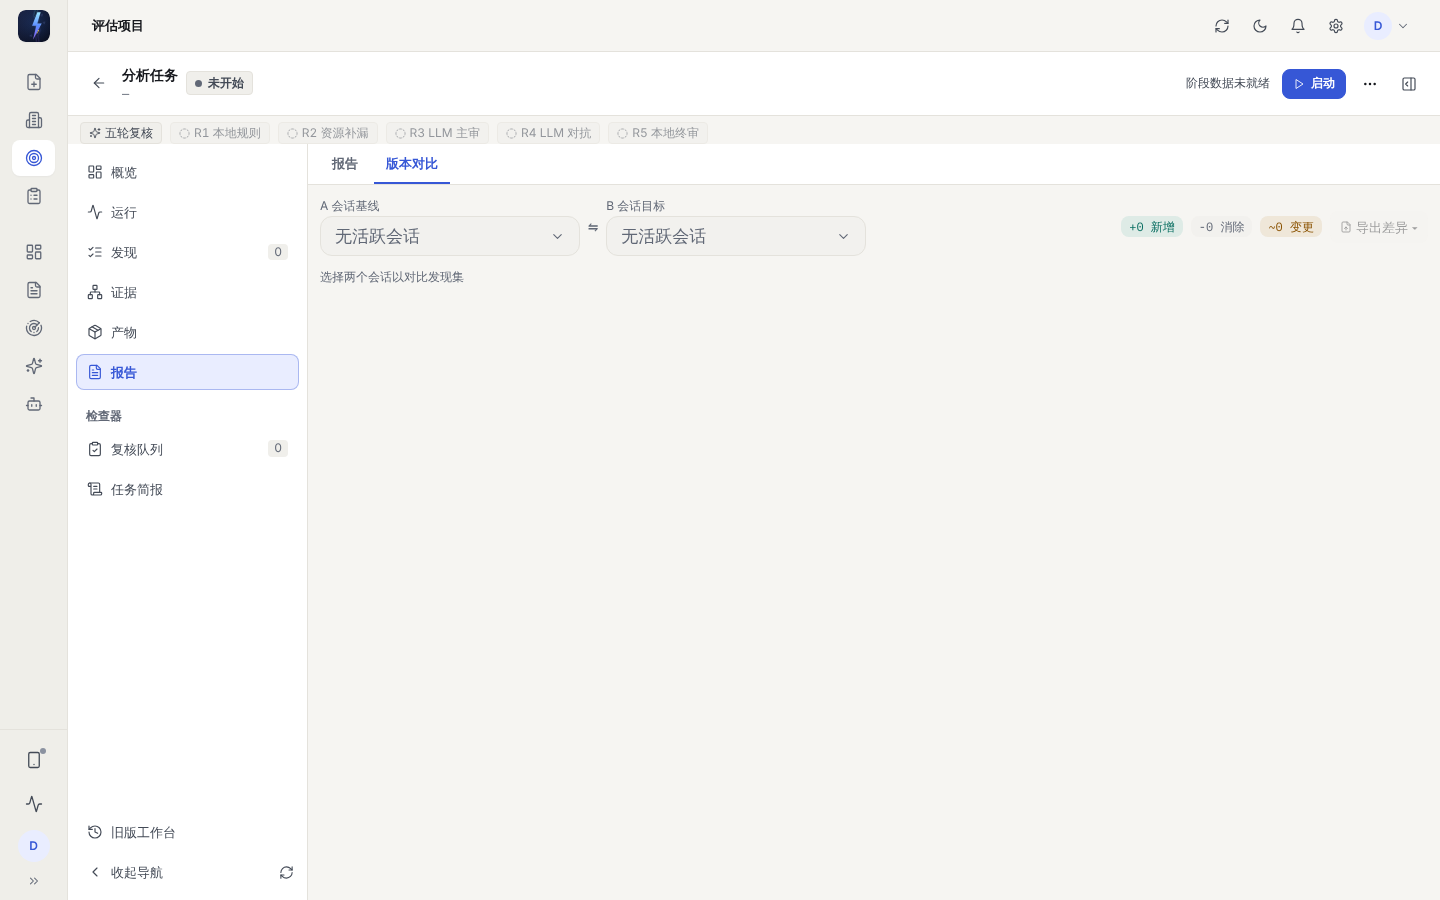 评估项目
D
分析任务
—
未开始
阶段数据未就绪
启动
五轮复核
R1 本地规则
R2 资源补漏
R3 LLM 主审
R4 LLM 对抗
R5 本地终审
概览
运行
发现
0
证据
产物
报告
检查器
复核队列
0
任务简报
旧版工作台
收起导航
报告
版本对比
A 会话基线
无活跃会话
⇋
B 会话目标
无活跃会话
+0 新增
-0 消除
~0 变更
导出差异
选择两个会话以对比发现集
D